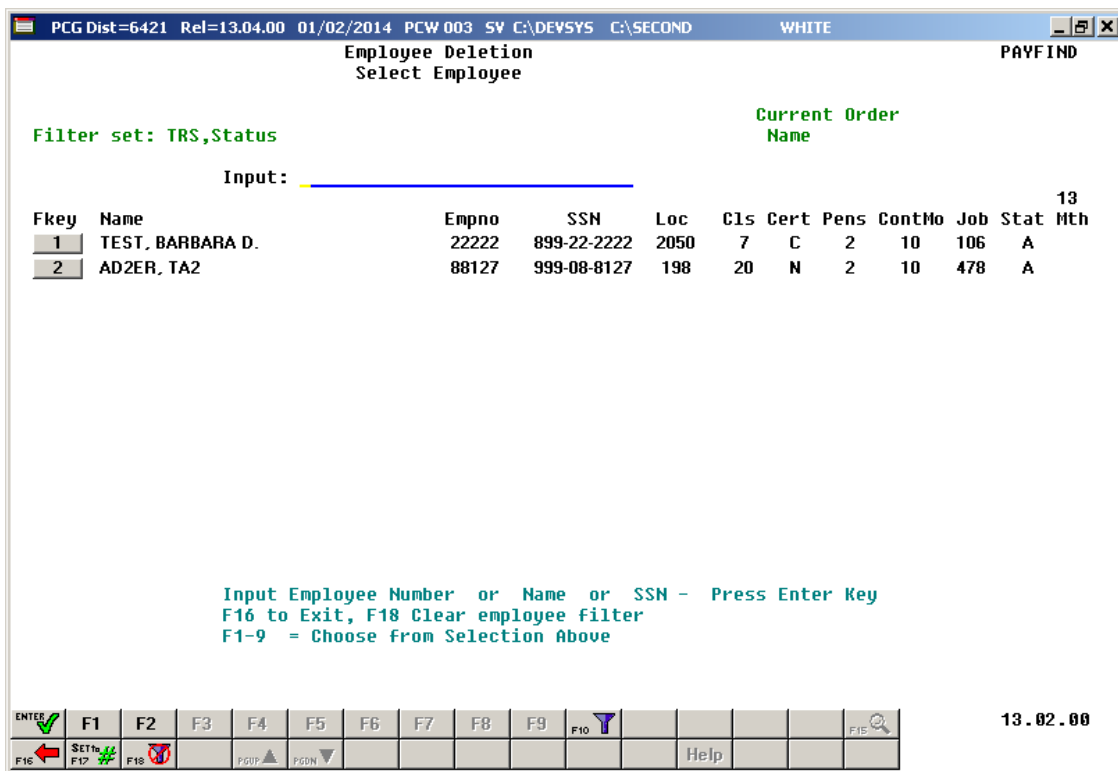 PCG Dist=6421 Rel=13.04.00 01/02/2014 PCW 003 SV C:\DEVSYS C:\SECOND WHITE
Employee Deletion PAYFIND
Select Employee
Current Order
Filter set: TRS,Status Name
Input:
13
Fkey Name Empno SSN Loc Cls Cert Pens ContMo Job Stat Mth
1 TEST, BARBARA D. 22222 899-22-2222 2050 7 C 2 10 106 A
2 AD2ER, TA2 88127 999-08-8127 198 20 N 2 10 478 A
Input Employee Number or Name or SSN - Press Enter Key
F16 to Exit, F18 Clear employee filter
F1-9 = Choose from Selection Above
ENTER F1 F2 F3 F4 F5 F6 F7 F8 F9 F10 F15 13.02.00
F16 SET to F17 # F18 PGUP PGDN Help